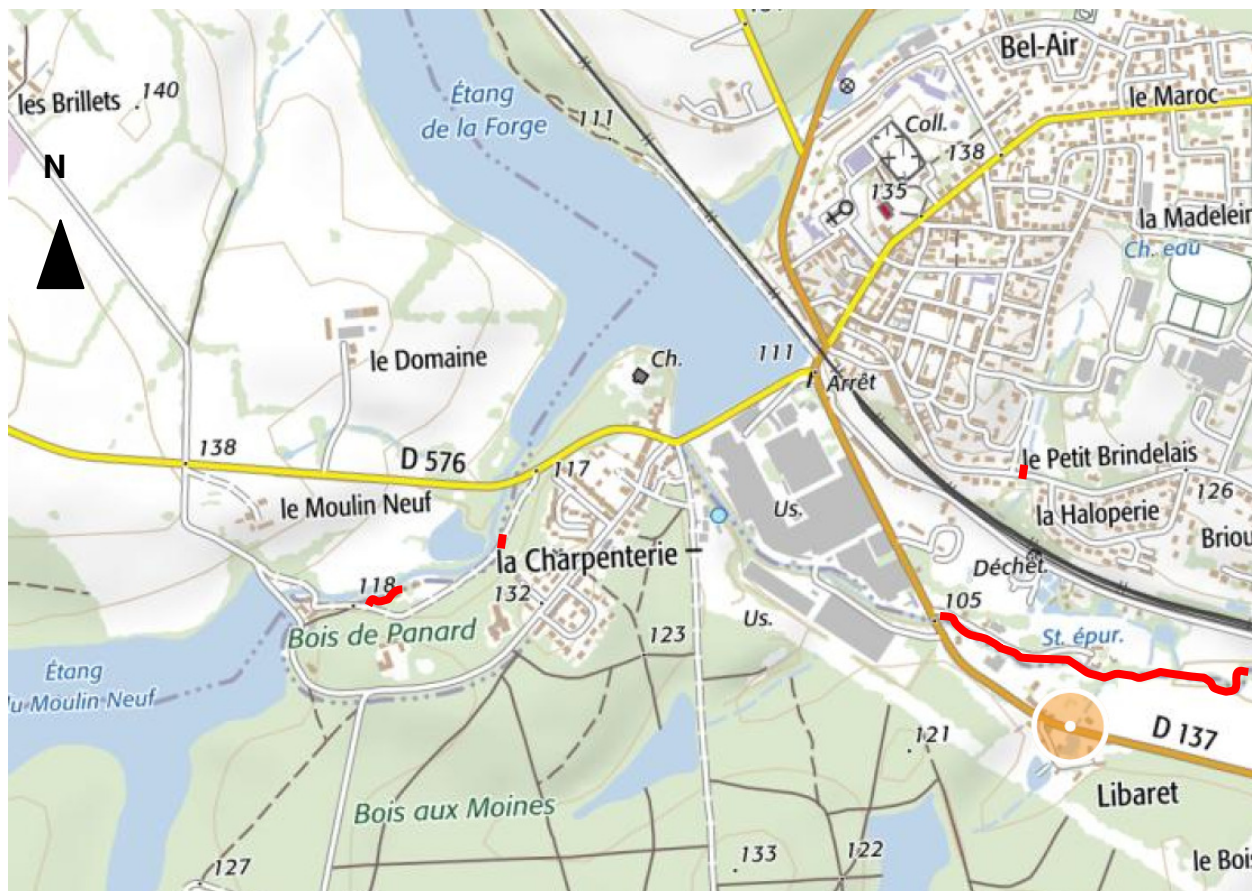 Bel-Air
les Brillets
140
N
Étang
de la Forge
111
le Maroc
Coll.
138
135
la Madelein
Ch. eau
le Domaine
Ch.
111
Arrêt
138
D 576
117
le Moulin Neuf
Us.
le Petit Brindelais
126
la Haloperie
Briou
la Charpenterie
Déchèt.
118
132
105
Bois de Panard
Us.
St. épur.
123
Étang
du Moulin Neuf
121
D 137
Libaret
Bois aux Moines
127
133
122
le Bois